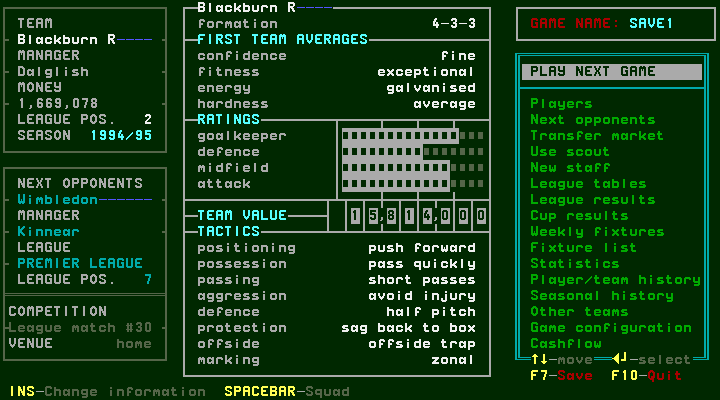 TEAM
Blackburn R
MANAGER
Dalglish
MONEY
1,669,078
LEAGUE POS. 2
SEASON 1994/95
NEXT OPPONENTS
Wimbledon
MANAGER
Kinnear
LEAGUE
PREMIER LEAGUE
LEAGUE POS. 7
COMPETITION
League match #30
VENUE home
Blackburn R
formation 4-3-3
FIRST TEAM AVERAGES
confidence fine
fitness exceptional
energy galvanised
hardness average
RATINGS
goalkeeper
defence
midfield
attack
TEAM VALUE 15,814,000
TACTICS
positioning push forward
possession pass quickly
passing short passes
aggression avoid injury
defence half pitch
protection sag back to box
offside offside trap
marking zonal
GAME NAME: SAVE1
PLAY NEXT GAME
Players
Next opponents
Transfer market
Use scout
New staff
League tables
League results
Cup results
Weekly fixtures
Fixture list
Statistics
Player/team history
Seasonal history
Other teams
Game configuration
Cashflow
↑↓-move ↵-select
F7-Save F10-Quit
INS-Change information SPACEBAR-Squad